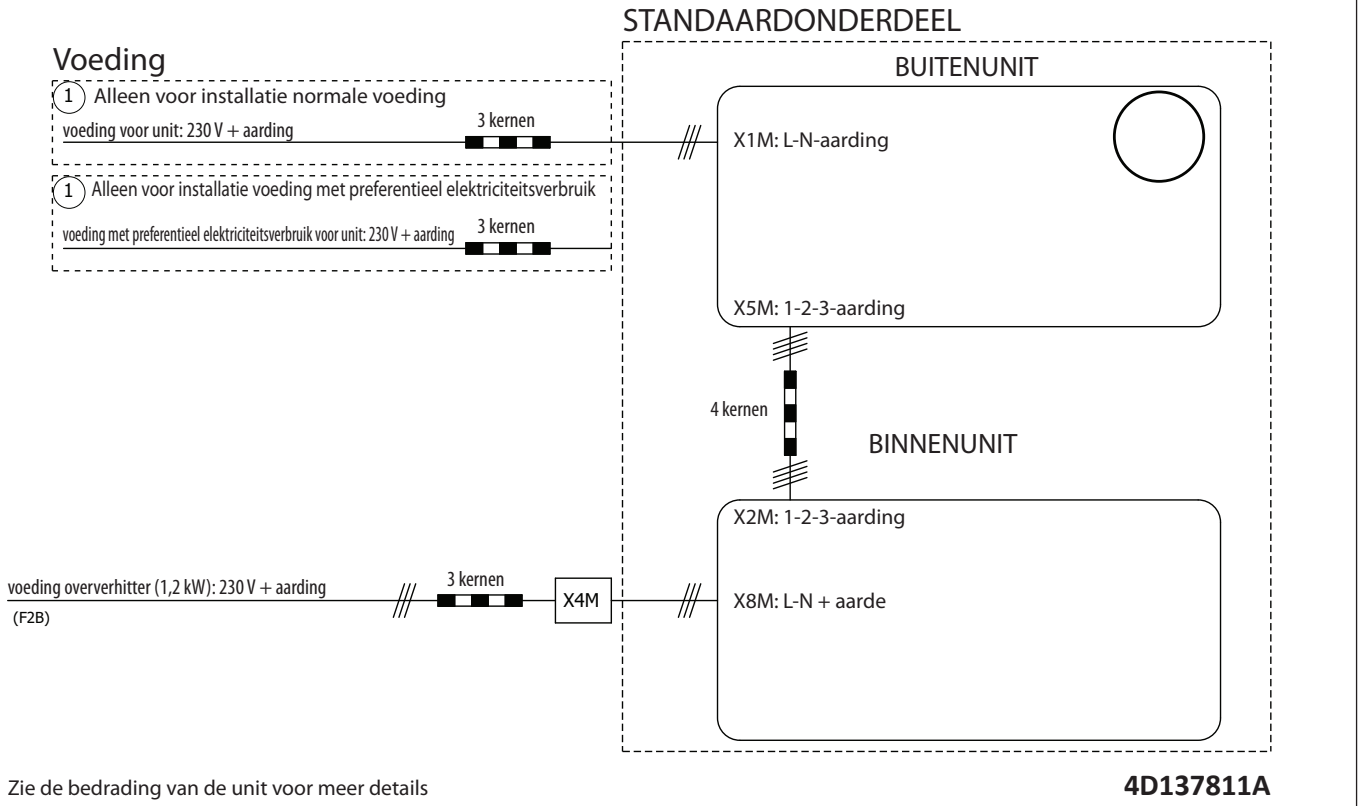 STANDAARDONDERDEEL
Voeding
1 Alleen voor installatie normale voeding
voeding voor unit: 230 V + aarding
3 kernen
1 Alleen voor installatie voeding met preferentieel elektriciteitsverbruik
voeding met preferentieel elektriciteitsverbruik voor unit: 230 V + aarding
3 kernen
BUITENUNIT
X1M: L-N-aarding
X5M: 1-2-3-aarding
4 kernen
BINNENUNIT
X2M: 1-2-3-aarding
voeding oververhitter (1,2 kW): 230 V + aarding
(F2B)
3 kernen
X4M
X8M: L-N + aarde
Zie de bedrading van de unit voor meer details
4D137811A